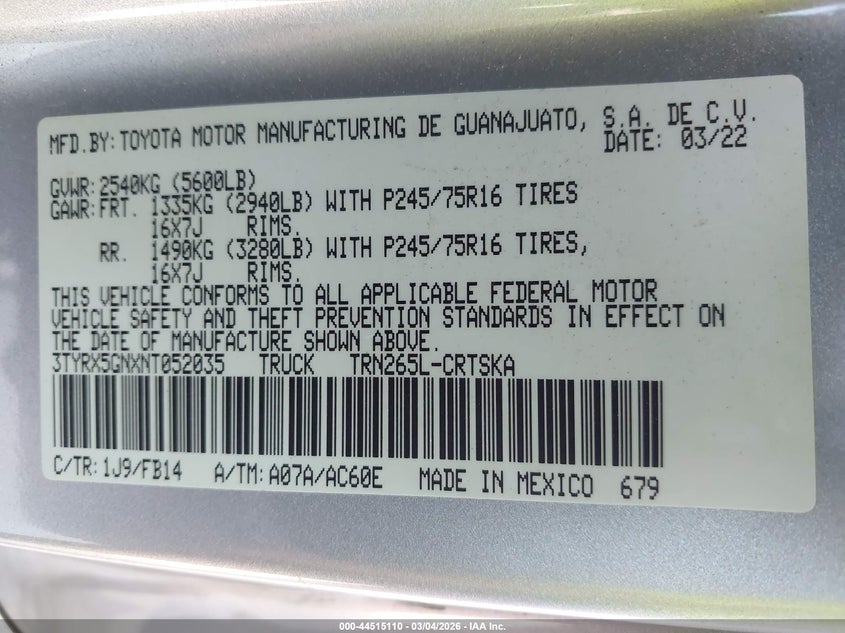 MFD.BY:TOYOTA MOTOR MANUFACTURING DE GUANAJUATO, S.A. DE C.V.
DATE: 03/22
GVWR:2540KG (5600LB)
GAWR:FRT. 1335KG (2940LB) WITH P245/75R16 TIRES
16X7J RIMS.
RR. 1490KG (3280LB) WITH P245/75R16 TIRES,
16X7J RIMS.
THIS VEHICLE CONFORMS TO ALL APPLICABLE FEDERAL MOTOR
VEHICLE SAFETY AND THEFT PREVENTION STANDARDS IN EFFECT ON
THE DATE OF MANUFACTURE SHOWN ABOVE.
3TYRX5GNXNT052035 TRUCK TRN265L-CRTSKA
C/TR:1J9/FB14 A/TM:A07A/AC60E MADE IN MEXICO 679
000-44515110 - 03/04/2026 - IAA Inc.